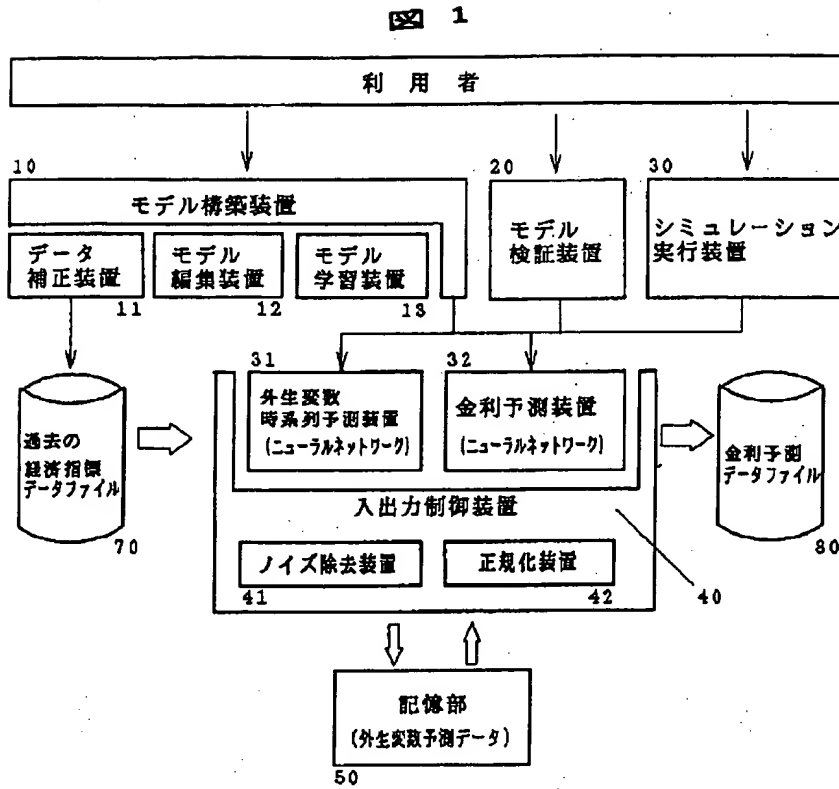 図 1
利用者
10
モデル構築装置
データ
補正装置
11
モデル
編集装置
12
モデル
学習装置
13
20
モデル
検証装置
30
シミュレーション
実行装置
31
外生変数
時系列予測装置
(ニューラルネットワーク)
32
金利予測装置
(ニューラルネットワーク)
過去の
経済指標
データファイル
70
入出力制御装置
ノイズ除去装置
41
正規化装置
42
40
金利予測
データファイル
80
記憶部
(外生変数予測データ)
50